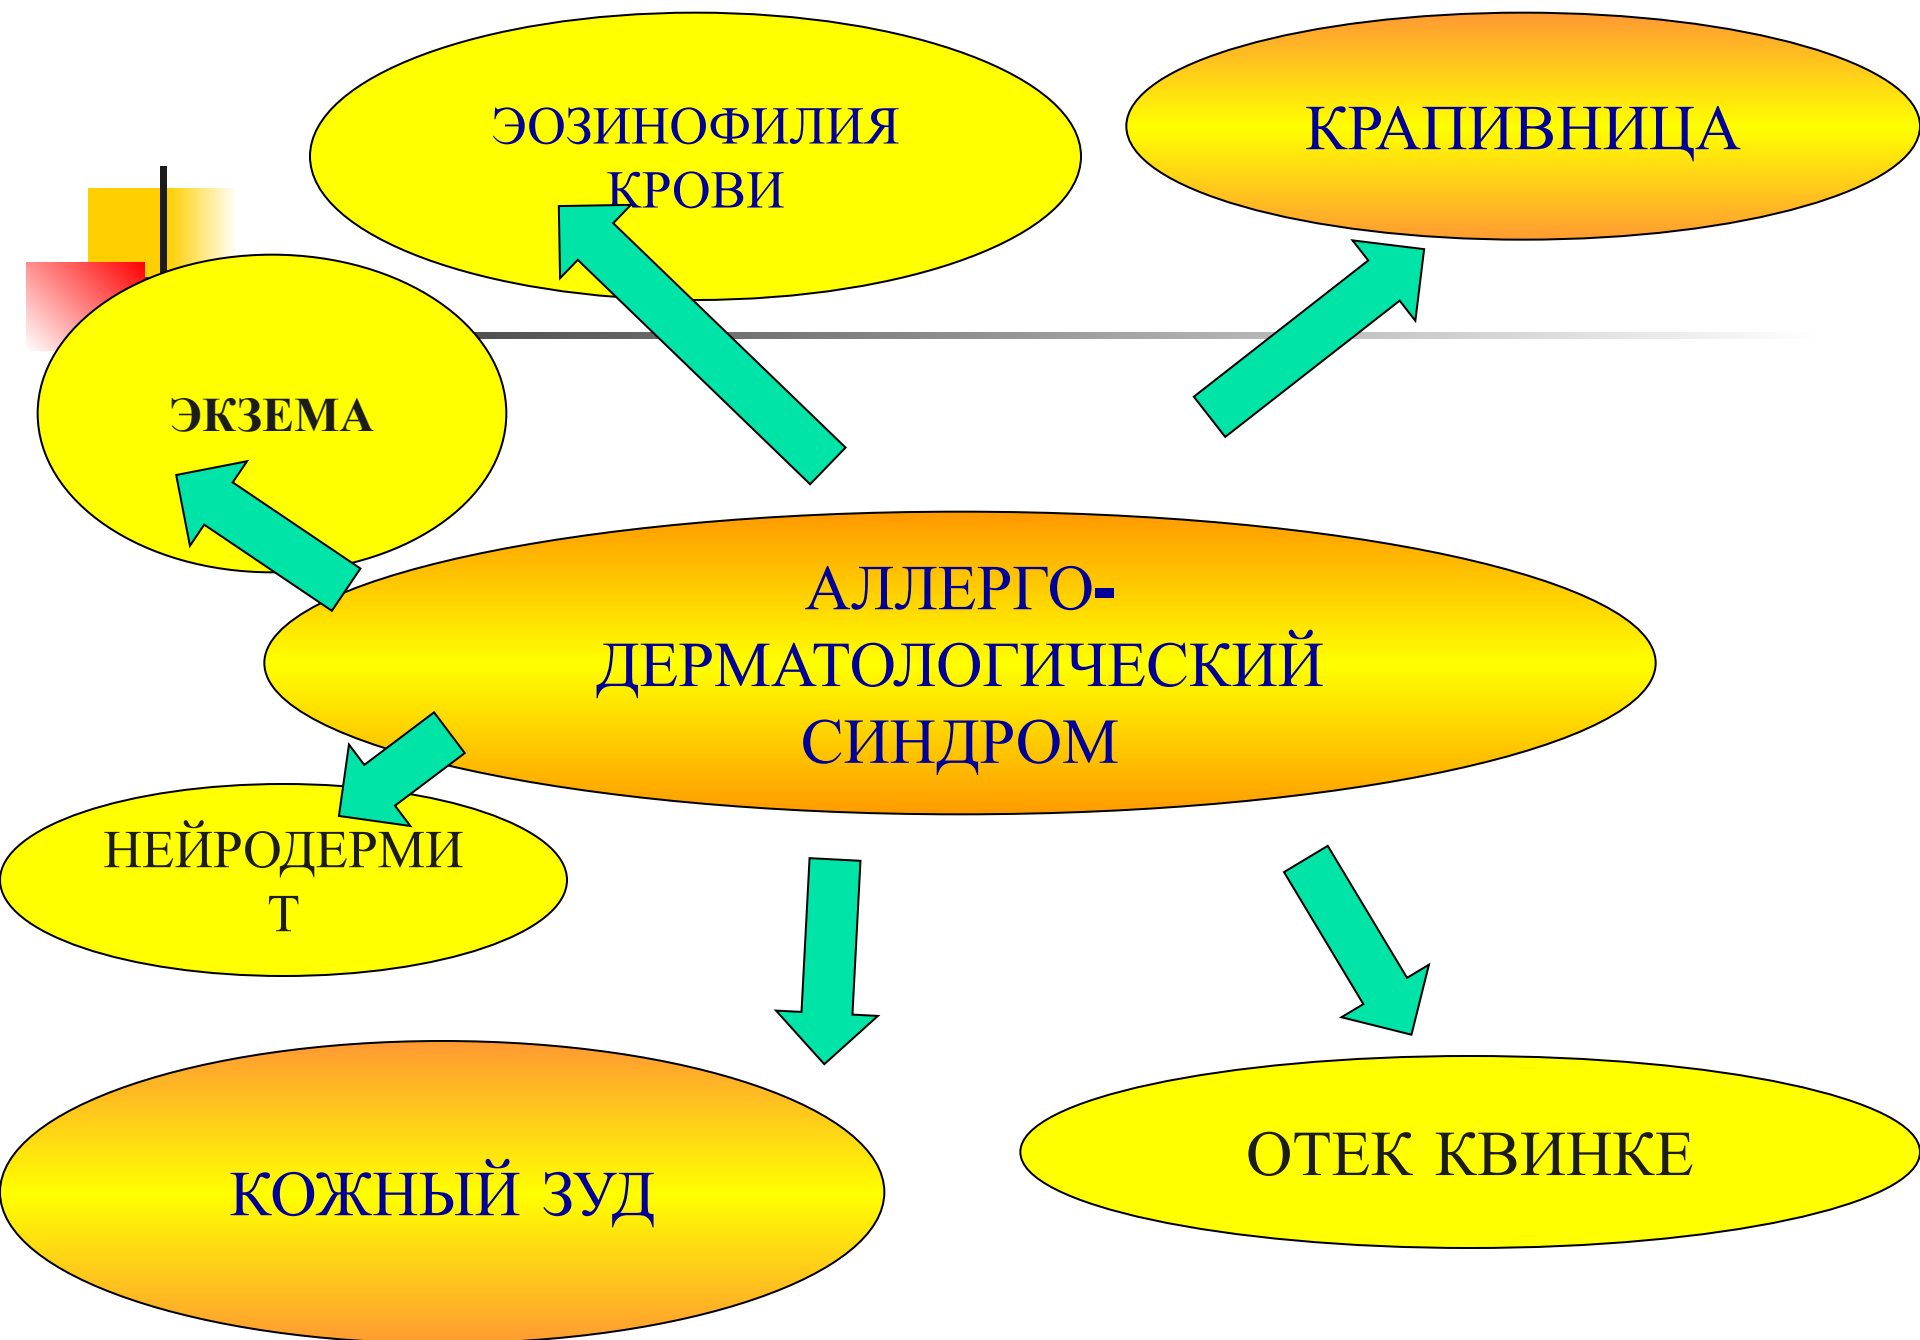 ЭОЗИНОФИЛИЯ
КРОВИ
КРАПИВНИЦА
ЭКЗЕМА
АЛЛЕРГО-
ДЕРМАТОЛОГИЧЕСКИЙ
СИНДРОМ
НЕЙРОДЕРМИ
Т
КОЖНЫЙ ЗУД
ОТЕК КВИНКЕ